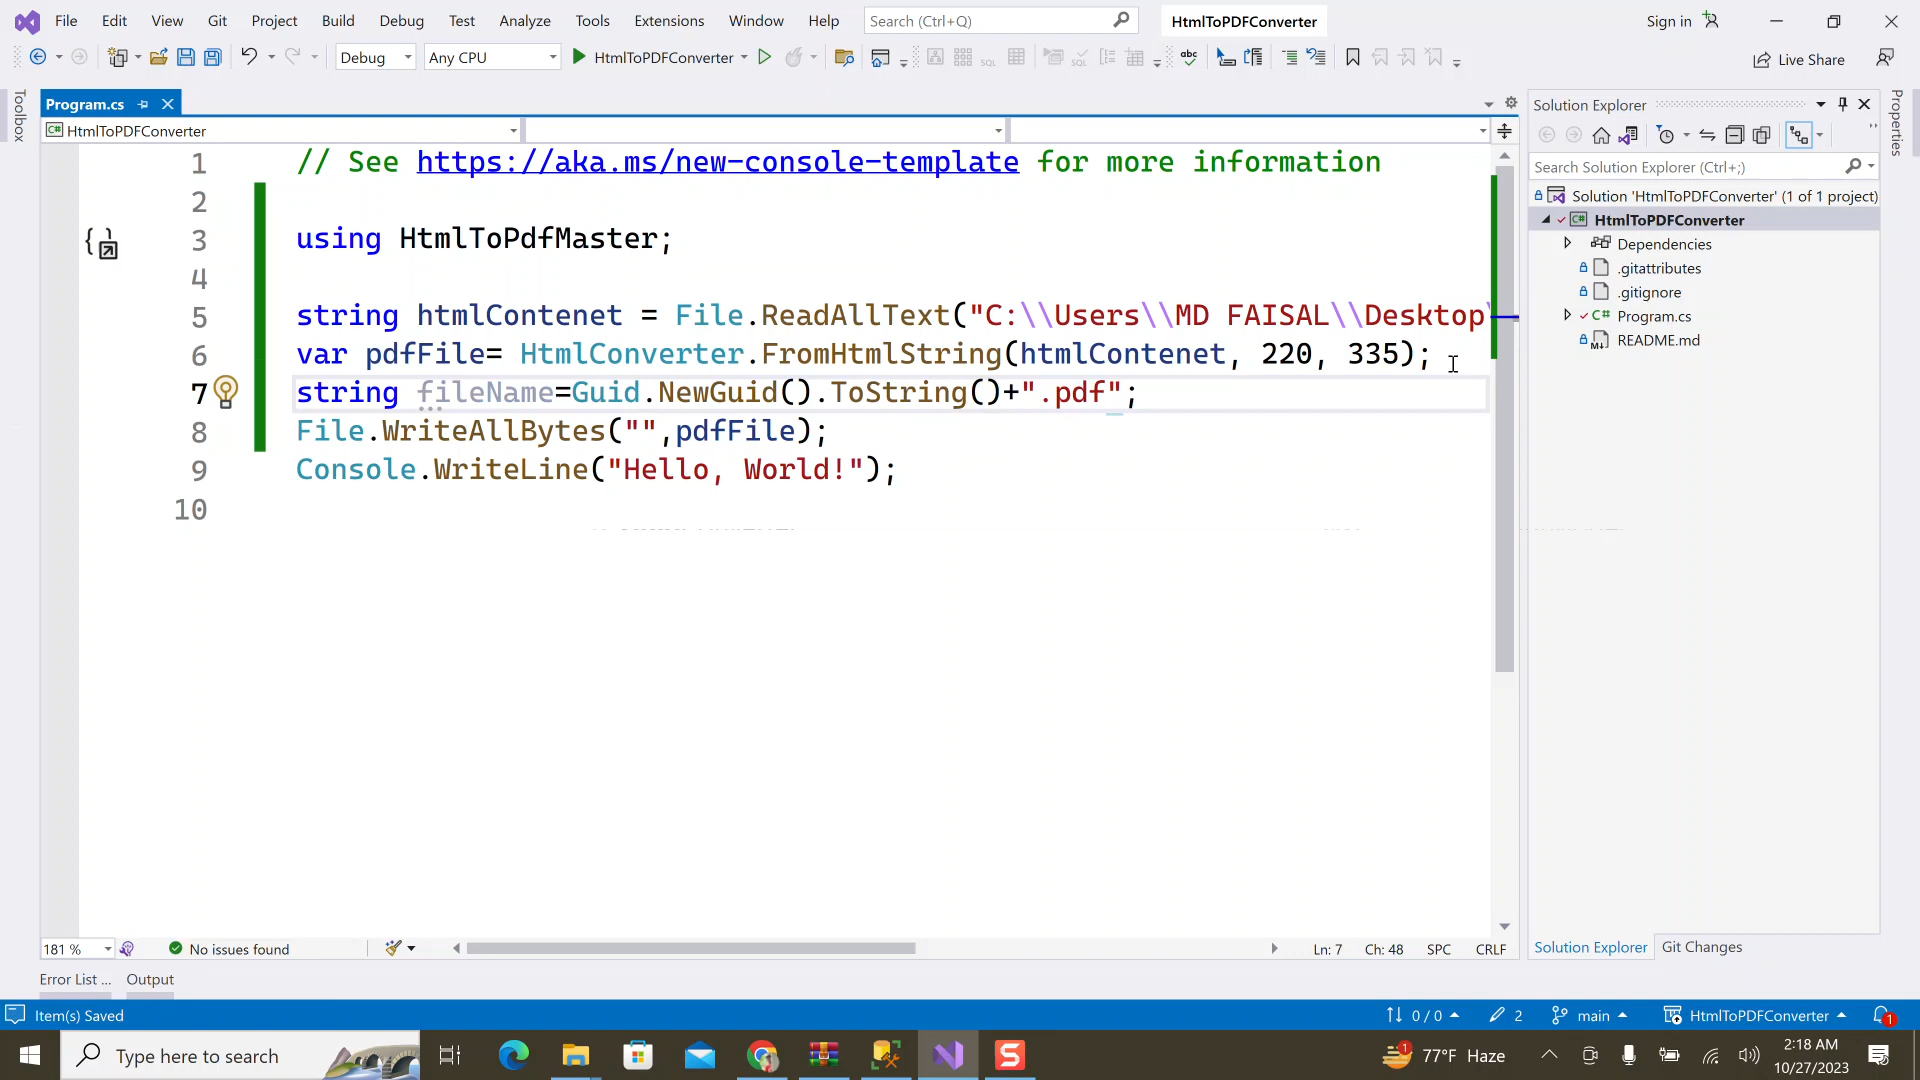 File Edit View Git Project Build Debug Test Analyze Tools Extensions Window Help Search (Ctrl+Q) HtmlToPDFConverter Sign in
Debug Any CPU HtmlToPDFConverter Live Share
Toolbox
Program.cs
HtmlToPDFConverter
1 // See https://aka.ms/new-console-template for more information
2
3 using HtmlToPdfMaster;
4
5 string htmlContenet = File.ReadAllText("C:\\Users\\MD FAISAL\\Desktop\
6 var pdfFile= HtmlConverter.FromHtmlString(htmlContenet, 220, 335);
7 string fileName=Guid.NewGuid().ToString()+".pdf";
8 File.WriteAllBytes("",pdfFile);
9 Console.WriteLine("Hello, World!");
10
181 % No issues found Ln: 7 Ch: 48 SPC CRLF
Error List ... Output
Solution Explorer
Search Solution Explorer (Ctrl+;)
Solution 'HtmlToPDFConverter' (1 of 1 project)
HtmlToPDFConverter
Dependencies
.gitattributes
.gitignore
C# Program.cs
README.md
Solution Explorer Git Changes
Properties
Item(s) Saved 0 / 0 2 main HtmlToPDFConverter 1
Type here to search 77°F Haze 2:18 AM
10/27/2023